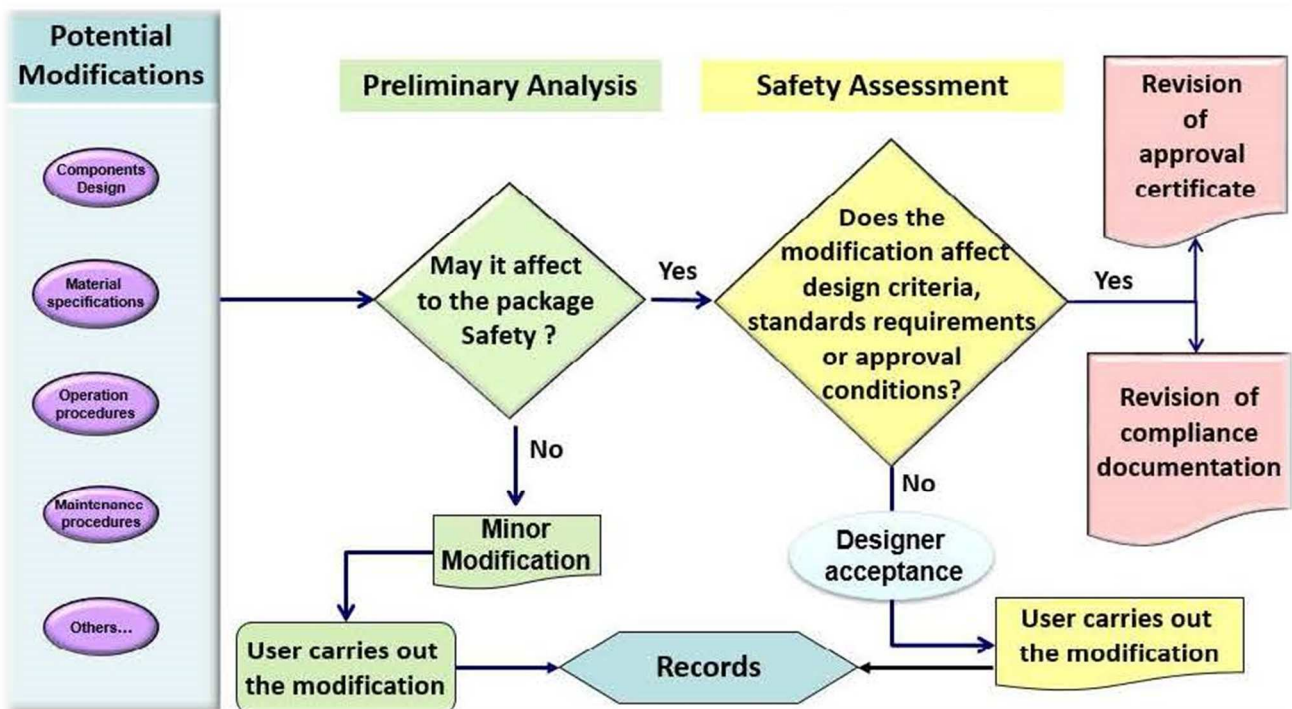 Potential
Modifications
Components
Design
Material
specifications
Operation
procedures
Maintenance
procedures
Others...
Preliminary Analysis
May it affect
to the package
Safety ?
Yes
No
Minor
Modification
User carries out
the modification
Safety Assessment
Does the
modification affect
design criteria,
standards requirements
or approval
conditions?
Yes
No
Designer
acceptance
User carries out
the modification
Records
Revision
of
approval
certificate
Revision of
compliance
documentation